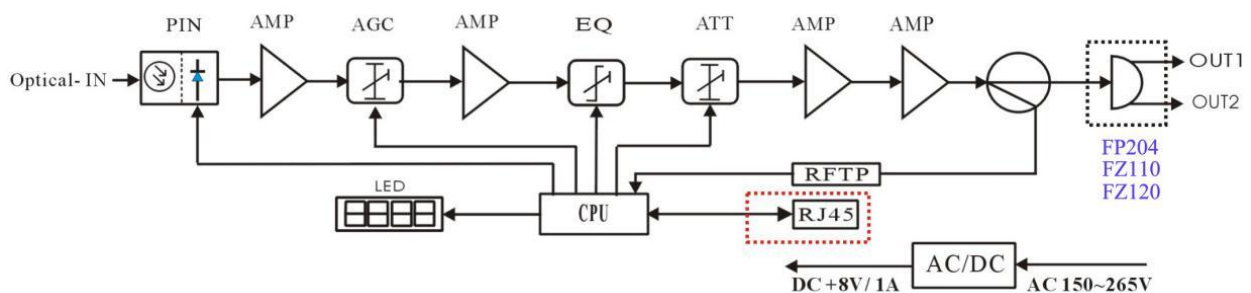 PIN
AMP
AGC
AMP
EQ
ATT
AMP
AMP
Optical- IN
OUT1
OUT2
FP204
FZ110
FZ120
RFTP
LED
CPU
RJ45
AC/DC
DC +8V/ 1A
AC 150~265V